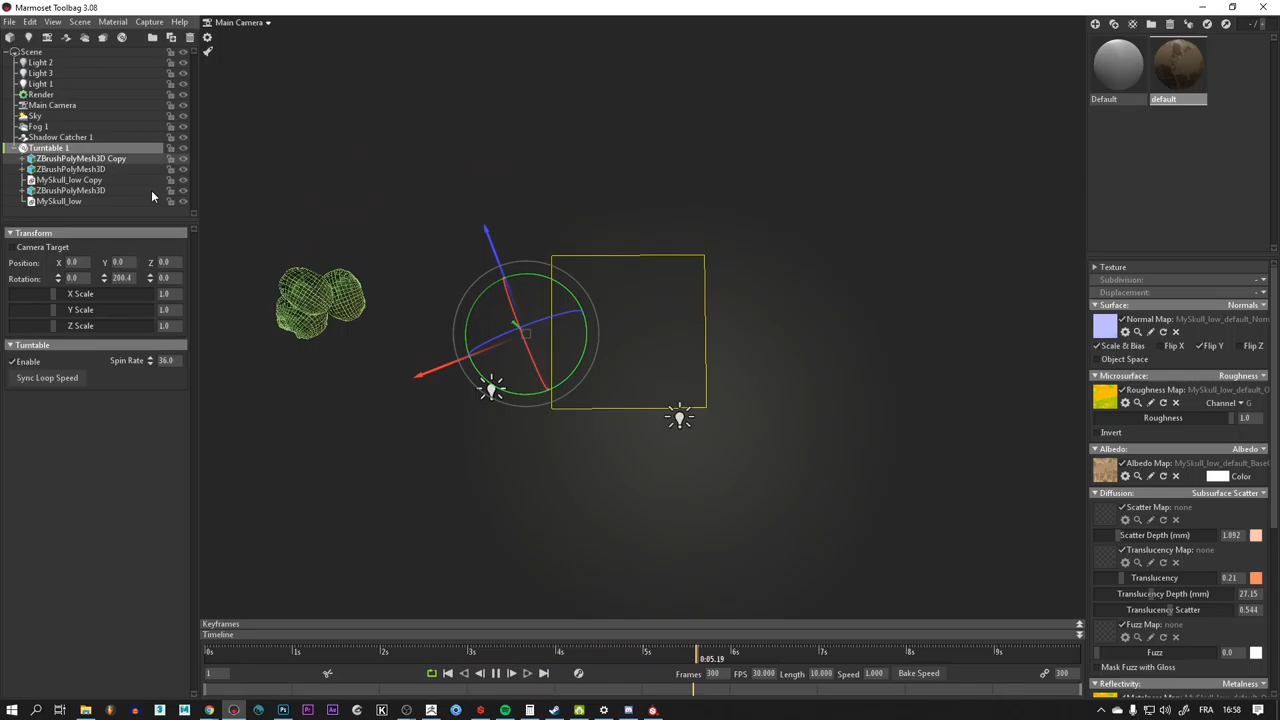 Marmoset Toolbag 3.08
File Edit View Scene Material Capture Help
Main Camera
Scene
Light 2
Light 3
Light 1
Render
Main Camera
Sky
Fog 1
Shadow Catcher 1
Turntable 1
ZBrushPolyMesh3D Copy
ZBrushPolyMesh3D
MySkull_low Copy
ZBrushPolyMesh3D
MySkull_low
Transform
Camera Target
Position: X 0.0 Y 0.0 Z 0.0
Rotation: 0.0 200.4 0.0
X Scale 1.0
Y Scale 1.0
Z Scale 1.0
Turntable
Enable Spin Rate 36.0
Sync Loop Speed
Keyframes
Timeline
0s 1s 2s 3s 4s 5s 6s 7s 8s 9s
0:05.19
1 Frames 300 FPS 30.000 Length 10.000 Speed 1.000 Bake Speed 300
- / -
Default default
Texture
Subdivision: -
Displacement: -
Surface: Normals
Normal Map: MySkull_low_default_Norn
Scale & Bias Flip X Flip Y Flip Z
Object Space
Microsurface: Roughness
Roughness Map: MySkull_low_default_O
Channel G
Roughness 1.0
Invert
Albedo: Albedo
Albedo Map: MySkull_low_default_BaseC
Color
Diffusion: Subsurface Scatter
Scatter Map: none
Scatter Depth (mm) 1.092
Translucency Map: none
Translucency 0.21
Translucency Depth (mm) 27.15
Translucency Scatter 0.544
Fuzz Map: none
Fuzz 0.0
Mask Fuzz with Gloss
Reflectivity: Metalness
FRA 16:58